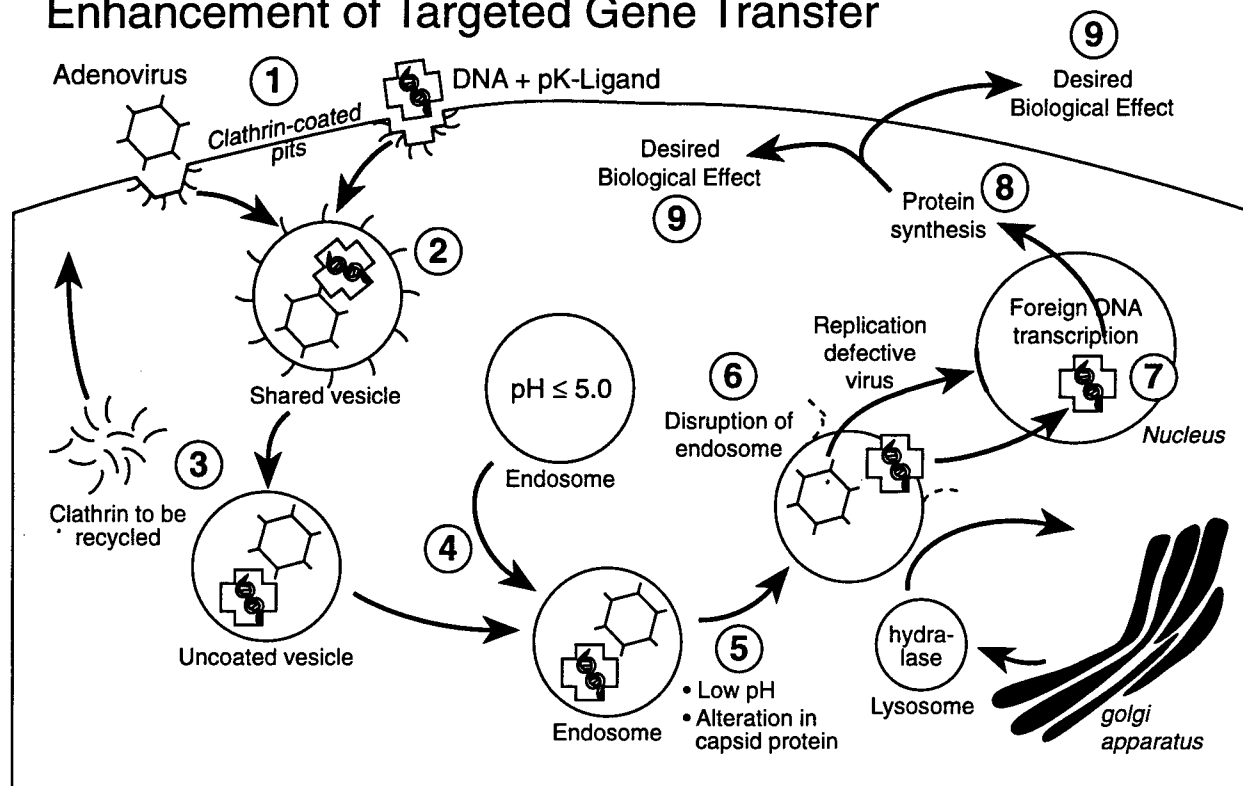 Enhancement of Targeted Gene Transfer
Adenovirus
1
DNA + pK-Ligand
Clathrin-coated
pits
9
Desired
Biological Effect
Desired
Biological Effect
9
Protein
synthesis
8
2
Shared vesicle
Foreign DNA
transcription
7
Nucleus
Replication
defective
virus
6
Disruption of
endosome
pH ≤ 5.0
Endosome
3
Clathrin to be
recycled
Uncoated vesicle
4
Endosome
5
• Low pH
• Alteration in
capsid protein
hydra-
lase
Lysosome
golgi
apparatus